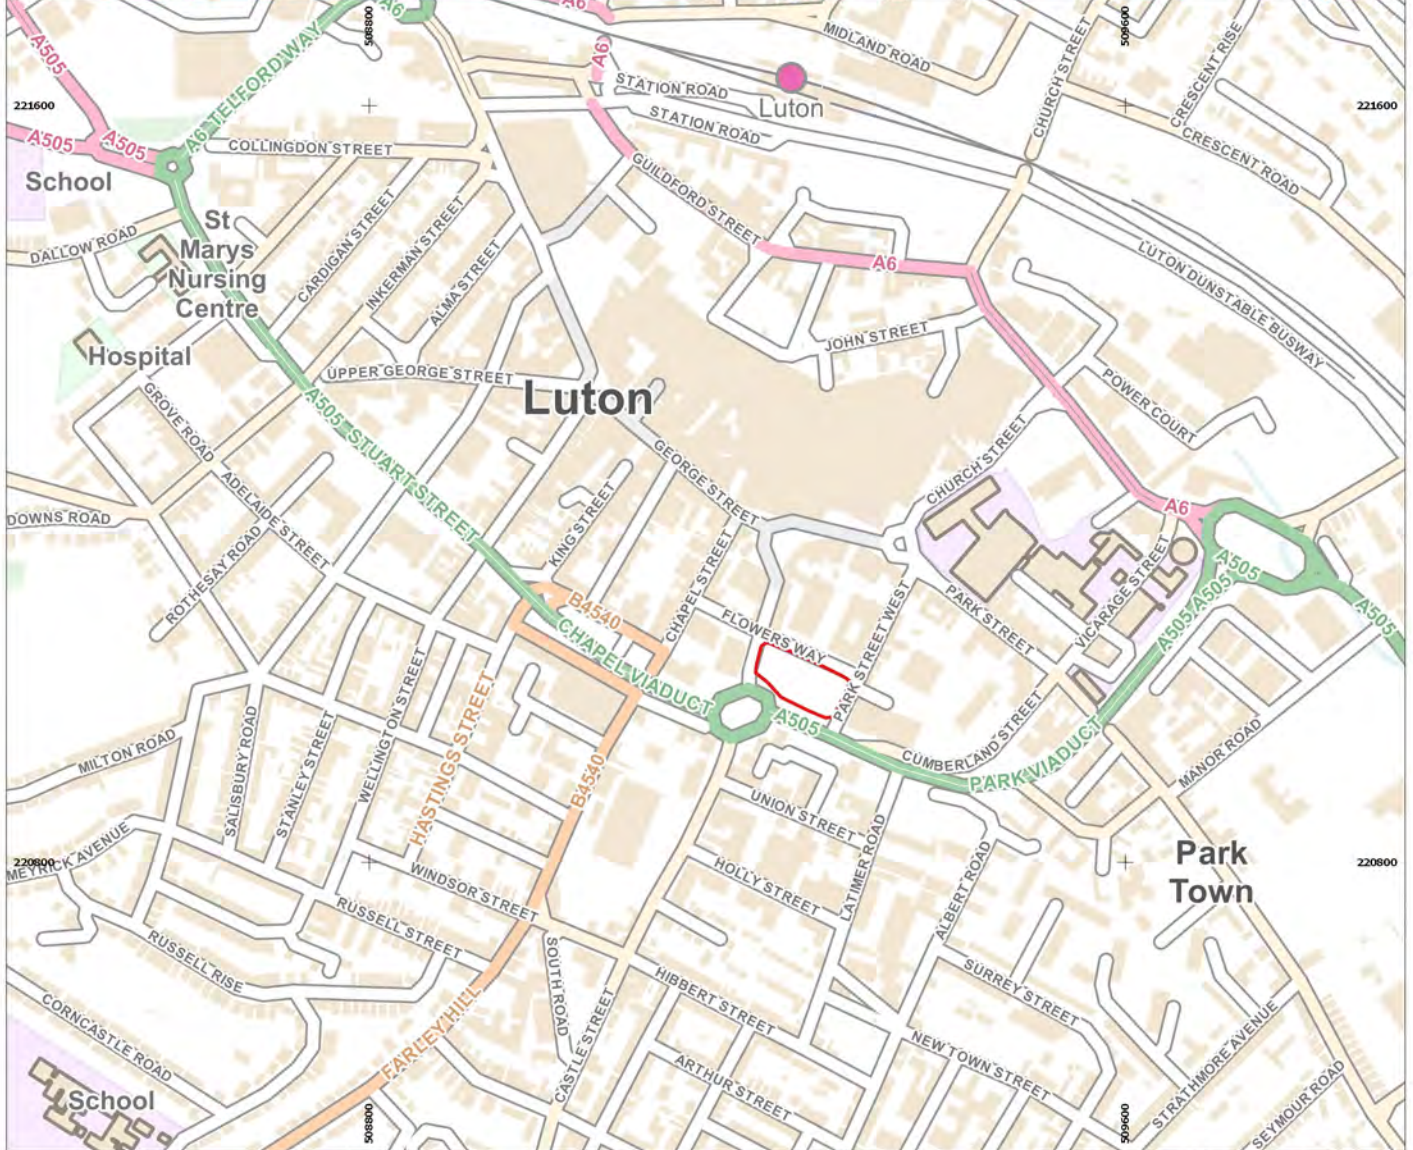 A6
A6
508800
509600
A505
A6 TELFORD WAY
A6
MIDLAND ROAD
CHURCH STREET
CRESCENT RISE
STATION ROAD
Luton
221600
221600
STATION ROAD
A505
A505
COLLINGDON STREET
GUILDFORD STREET
CRESCENT ROAD
School
St
Marys
Nursing
Centre
DALLOW ROAD
CARDIGAN STREET
INKERMAN STREET
ALMA STREET
A6
LUTON DUNSTABLE BUSWAY
JOHN STREET
Hospital
UPPER GEORGE STREET
Luton
POWER COURT
GROVE ROAD
A505 STUART STREET
GEORGE STREET
CHURCH STREET
ADELAIDE STREET
DOWNS ROAD
KING STREET
A6
ROTHESAY ROAD
CHAPEL STREET
A505
VICARAGE STREET
A505
A505
A505
B4540
FLOWERS WAY
PARK STREET WEST
PARK STREET
CHAPEL VIADUCT
A505
WELLINGTON STREET
HASTINGS STREET
MILTON ROAD
SALISBURY ROAD
STANLEY STREET
B4540
CUMBERLAND STREET
PARK VIADUCT
MANOR ROAD
UNION STREET
MEYRICK AVENUE
220800
220800
WINDSOR STREET
HOLLY STREET
LATIMER ROAD
ALBERT ROAD
Park
Town
RUSSELL STREET
RUSSELL RISE
SOUTH ROAD
HIBBERT STREET
SURREY STREET
CORNCASTLE ROAD
FARLEY HILL
CASTLE STREET
ARTHUR STREET
NEW TOWN STREET
STRATHMORE AVENUE
SEYMOUR ROAD
School
508800
509600